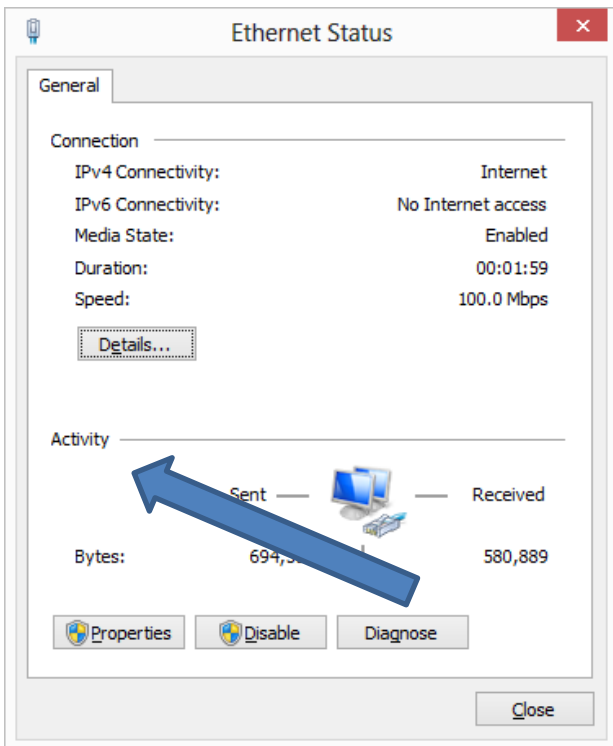 Ethernet Status
General
Connection
IPv4 Connectivity: Internet
IPv6 Connectivity: No Internet access
Media State: Enabled
Duration: 00:01:59
Speed: 100.0 Mbps
Details...
Activity
Sent Received
Bytes: 580,889
Properties Disable Diagnose
Close